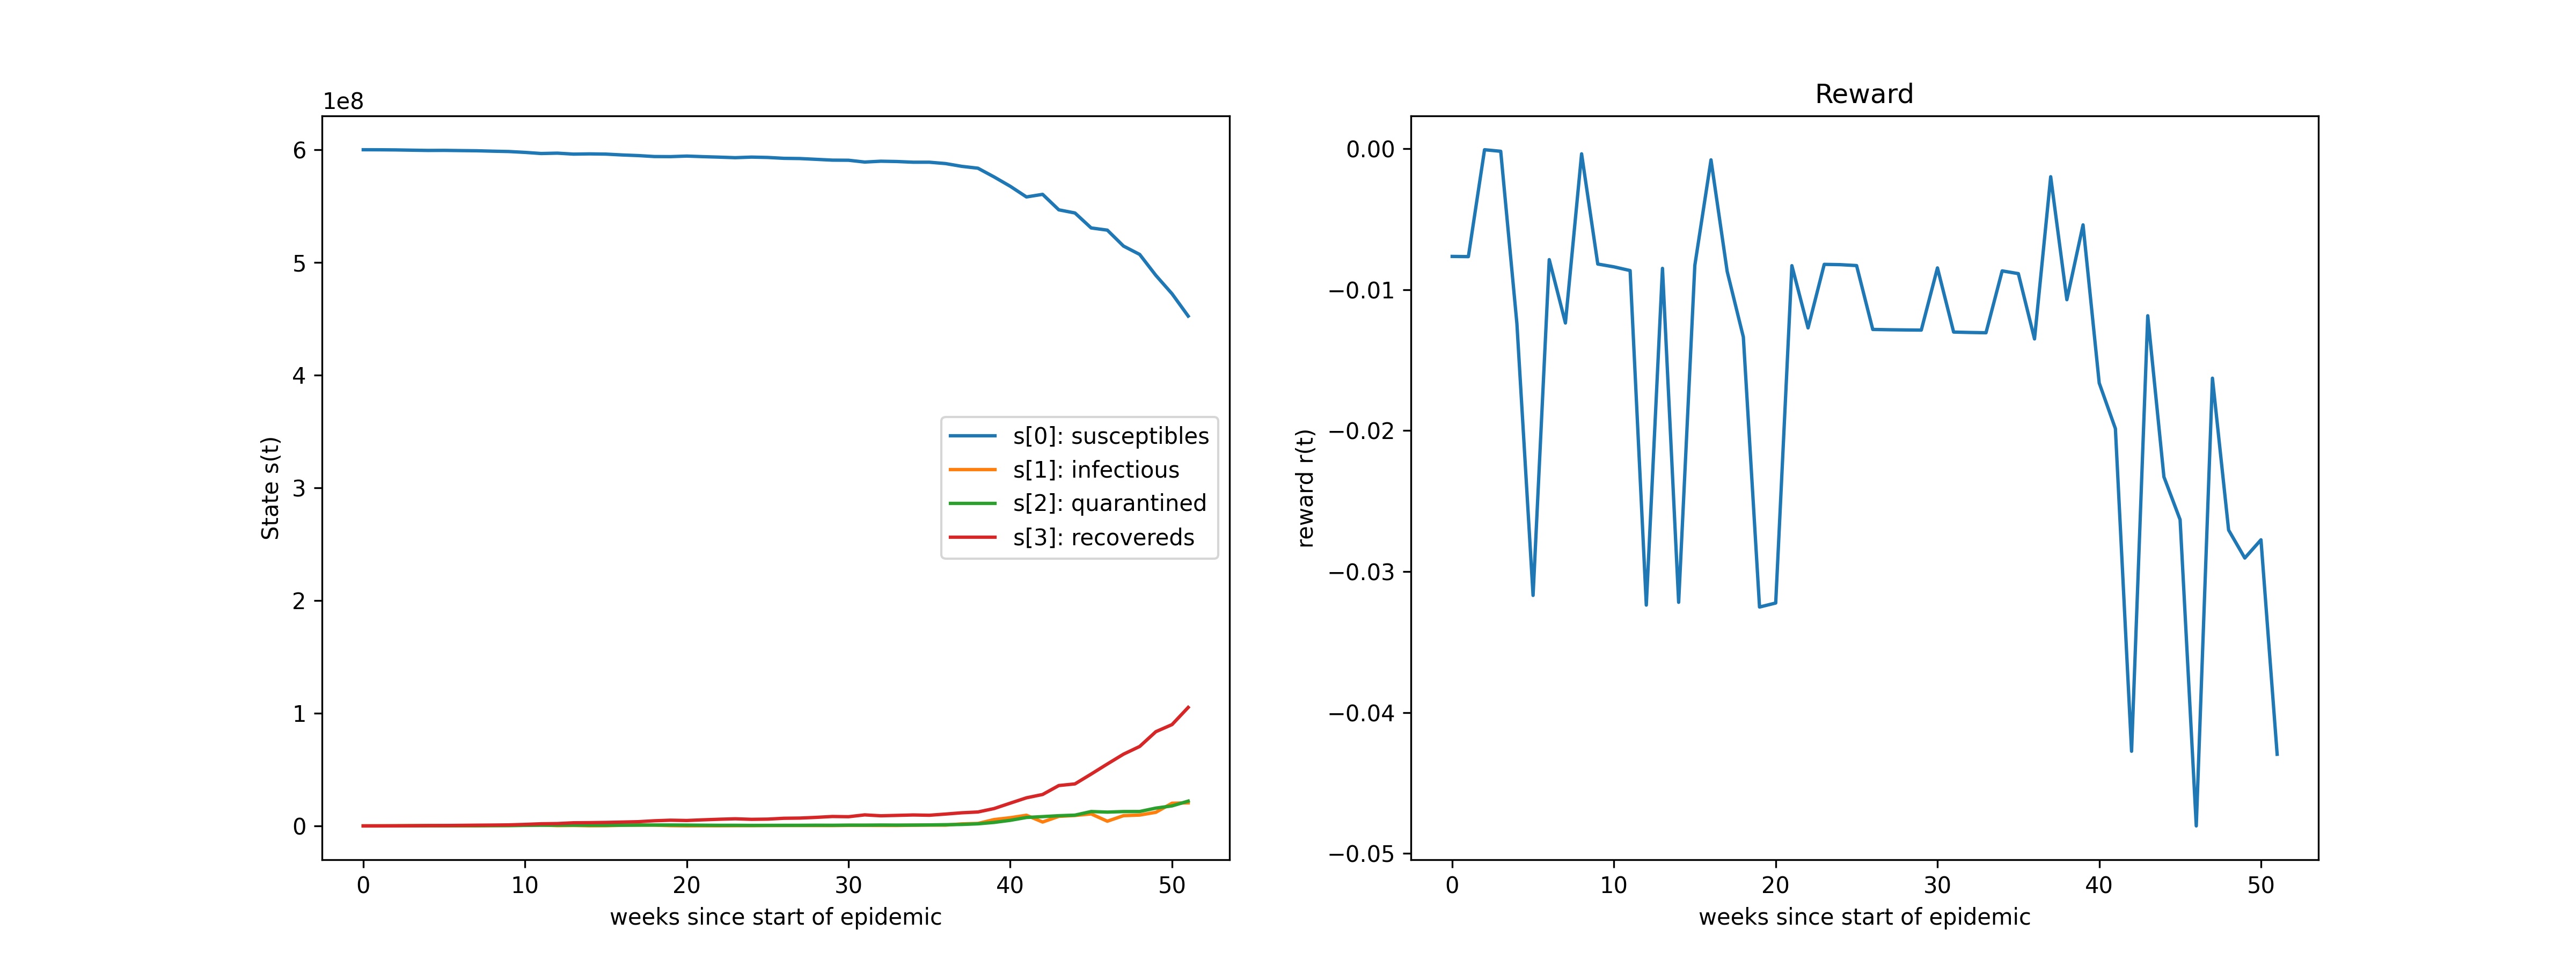 1e8
6
5
4
3
2
1
0
State s(t)
s[0]: susceptibles
s[1]: infectious
s[2]: quarantined
s[3]: recovereds
0 10 20 30 40 50
weeks since start of epidemic
Reward
0.00
−0.01
−0.02
−0.03
−0.04
−0.05
reward r(t)
0 10 20 30 40 50
weeks since start of epidemic